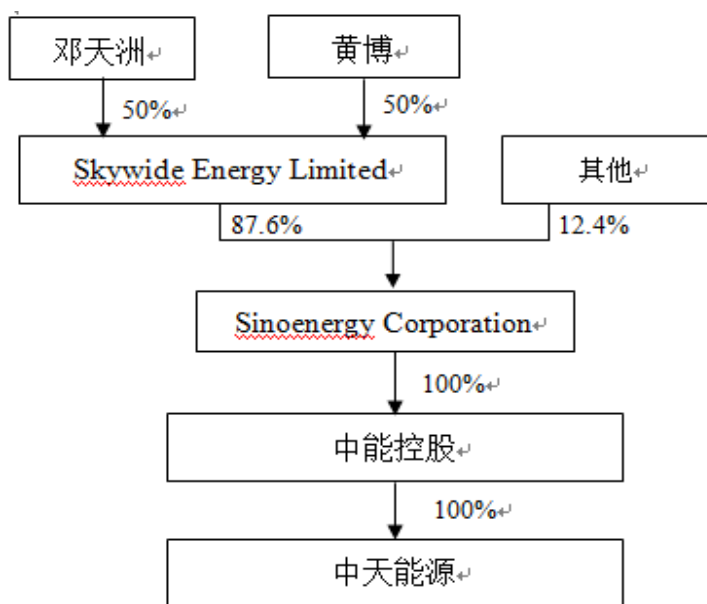 邓天洲↵
黄博↵
50%↵
50%↵
Skywide Energy Limited↵
其他↵
87.6%
12.4%
Sinoenergy Corporation↵
100%↵
中能控股↵
100%↵
中天能源↵